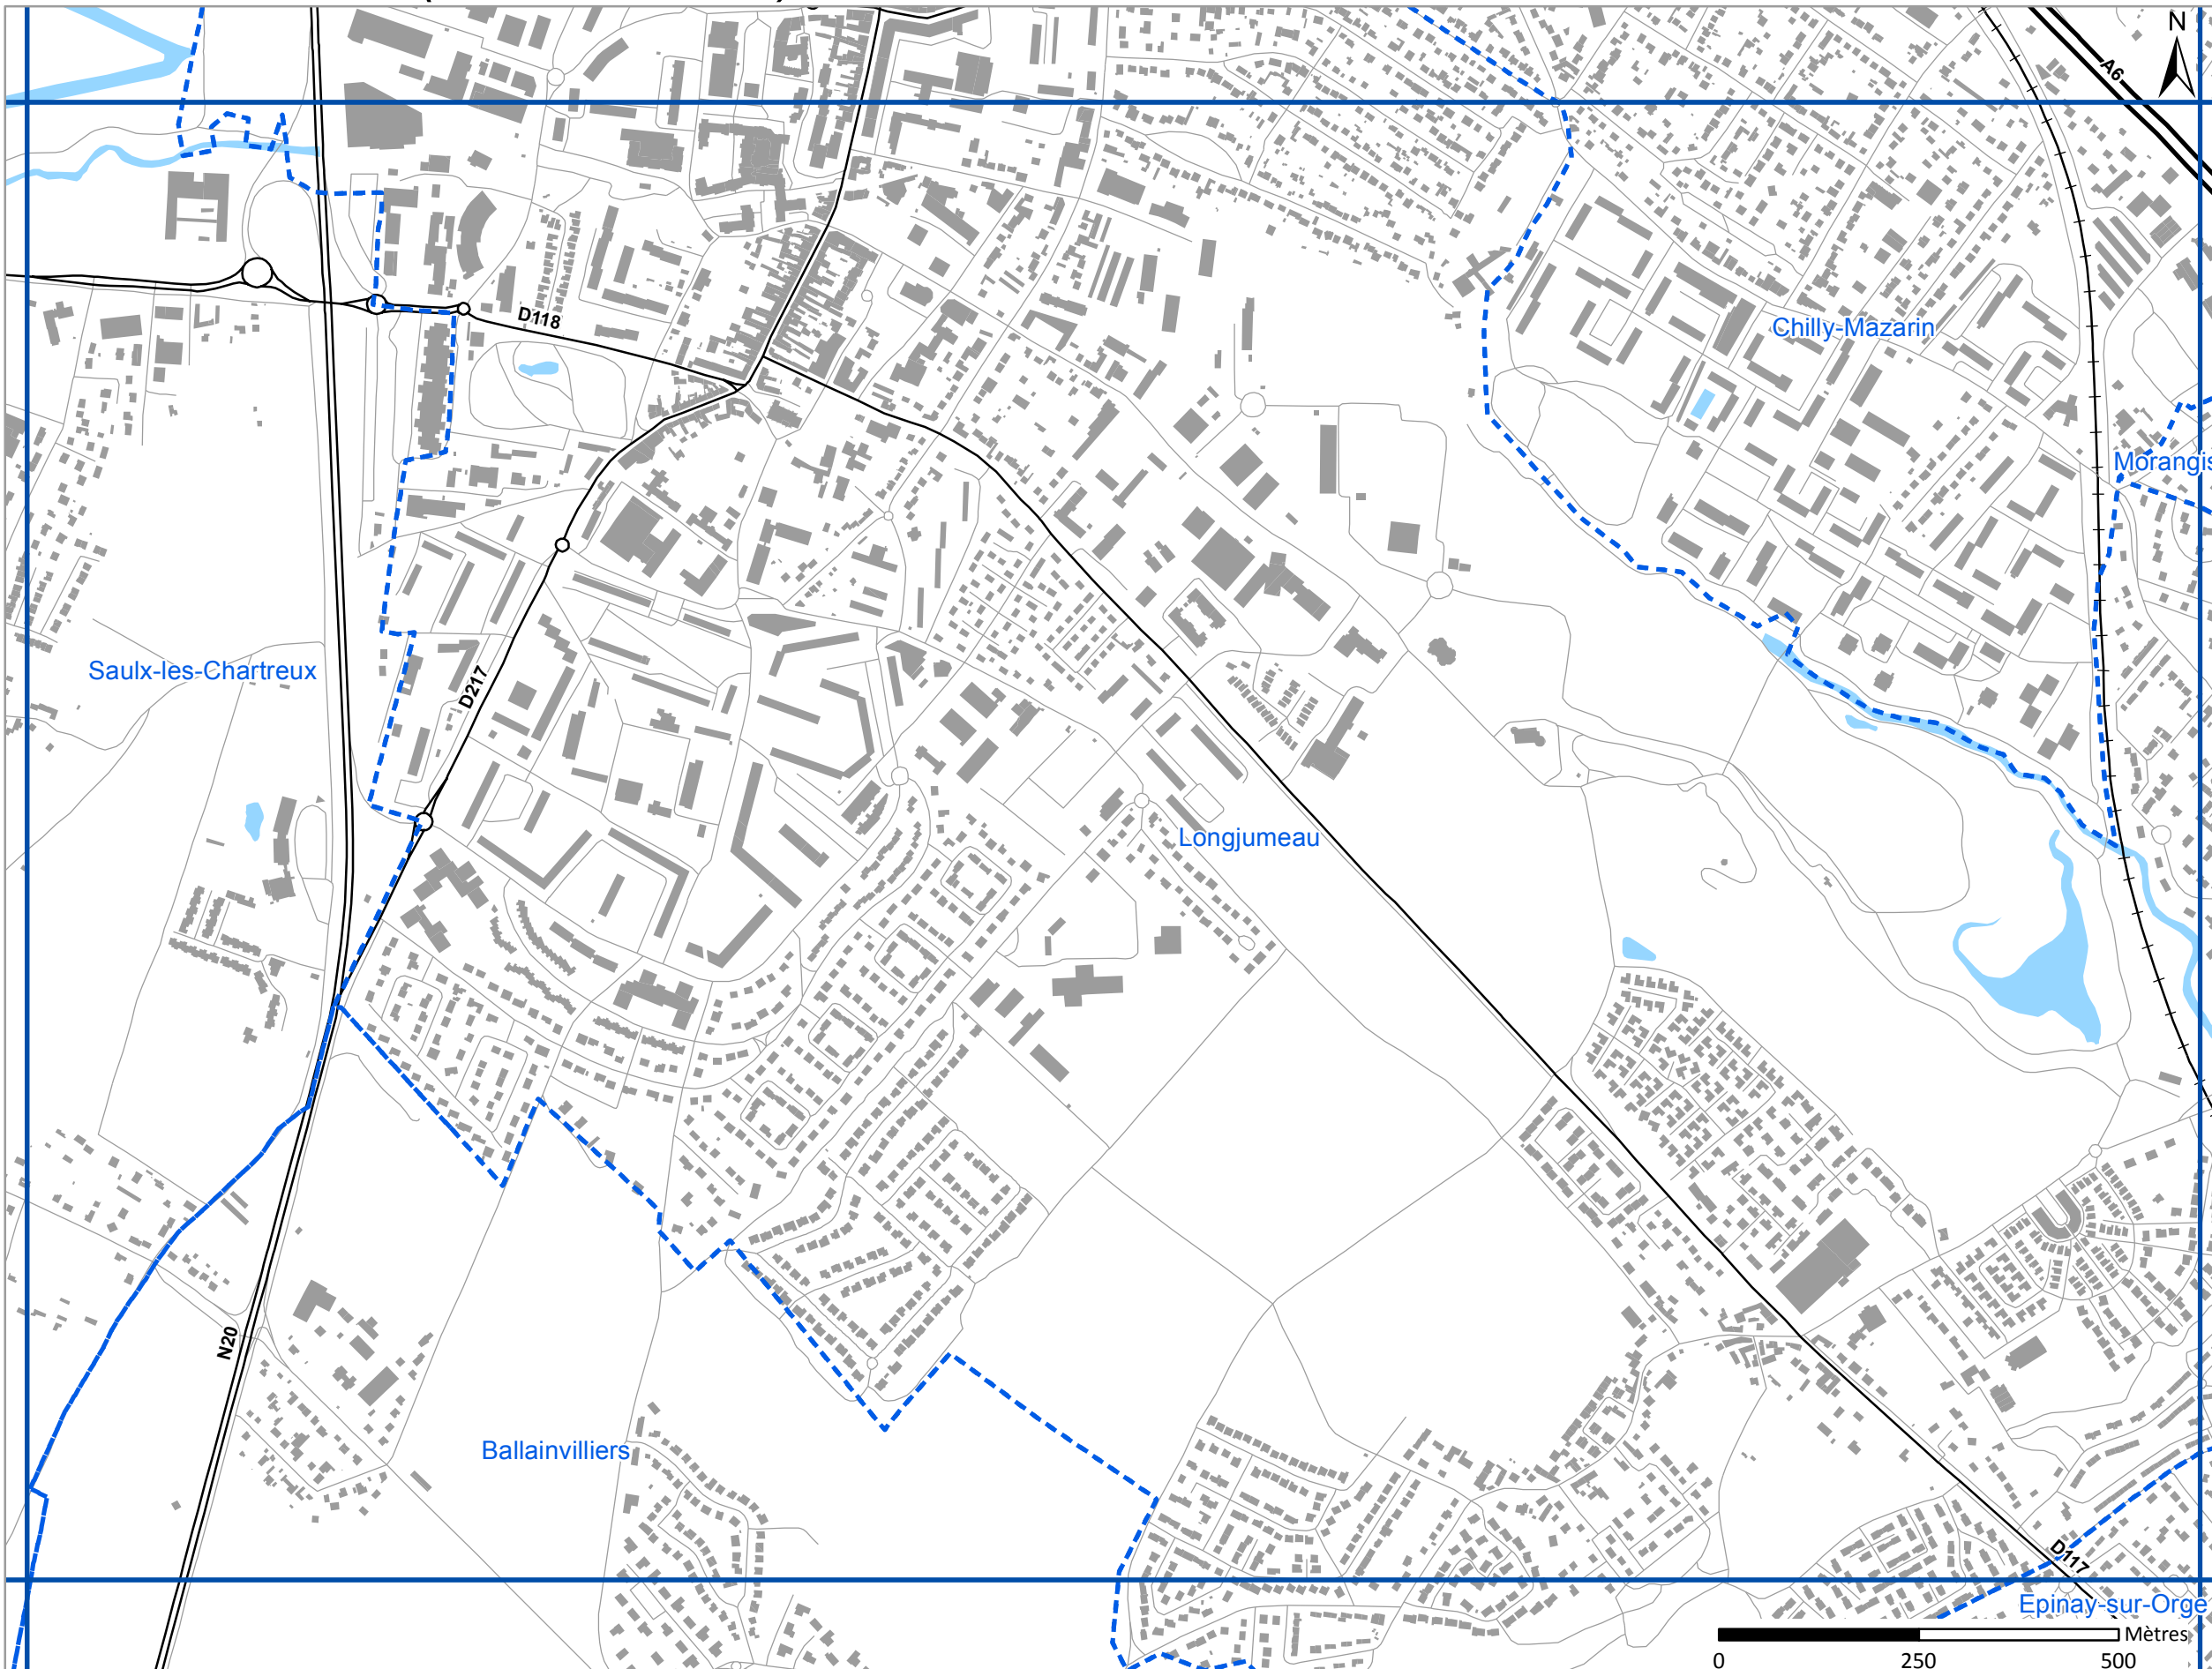 N
A6
D118
Chilly-Mazarin
Morangis
Saulx-les-Chartreux
D217
Longjumeau
N20
Ballainvilliers
D117
Epinay-sur-Orge
Mètres
0 250 500